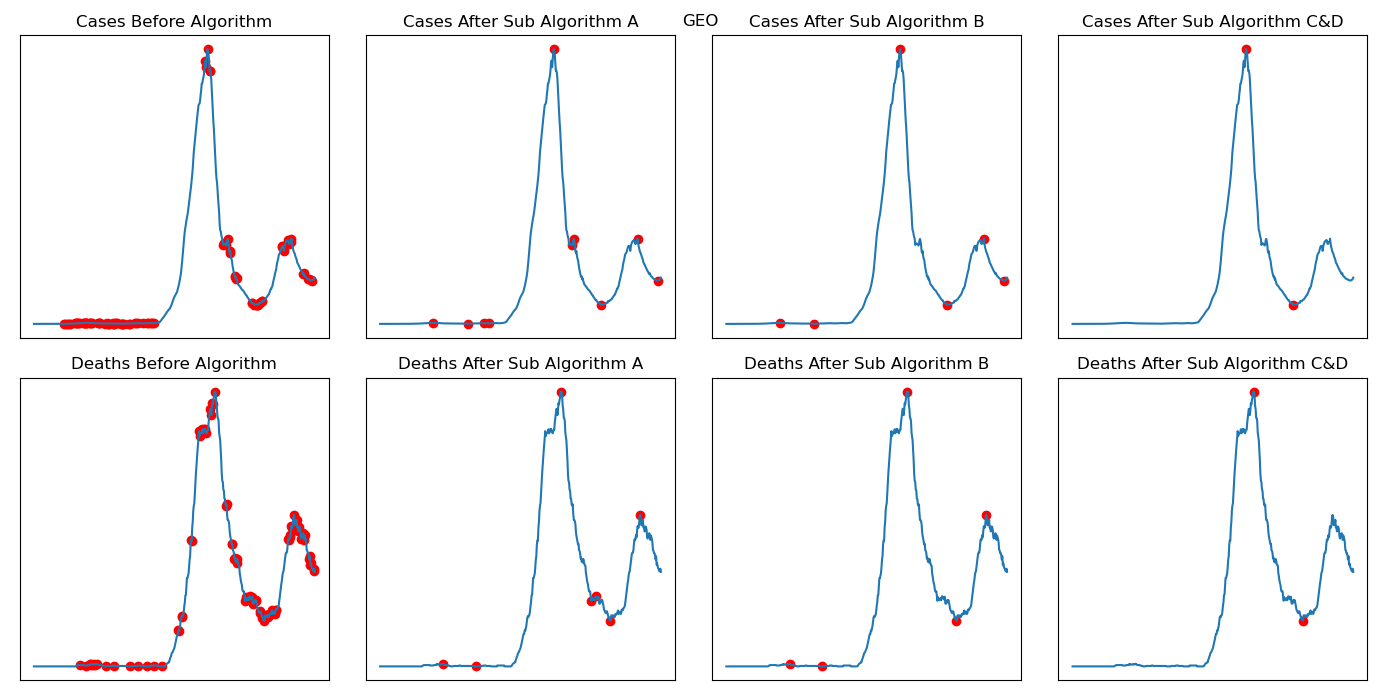 GEO
Cases Before Algorithm
Cases After Sub Algorithm A
Cases After Sub Algorithm B
Cases After Sub Algorithm C&D
Deaths Before Algorithm
Deaths After Sub Algorithm A
Deaths After Sub Algorithm B
Deaths After Sub Algorithm C&D